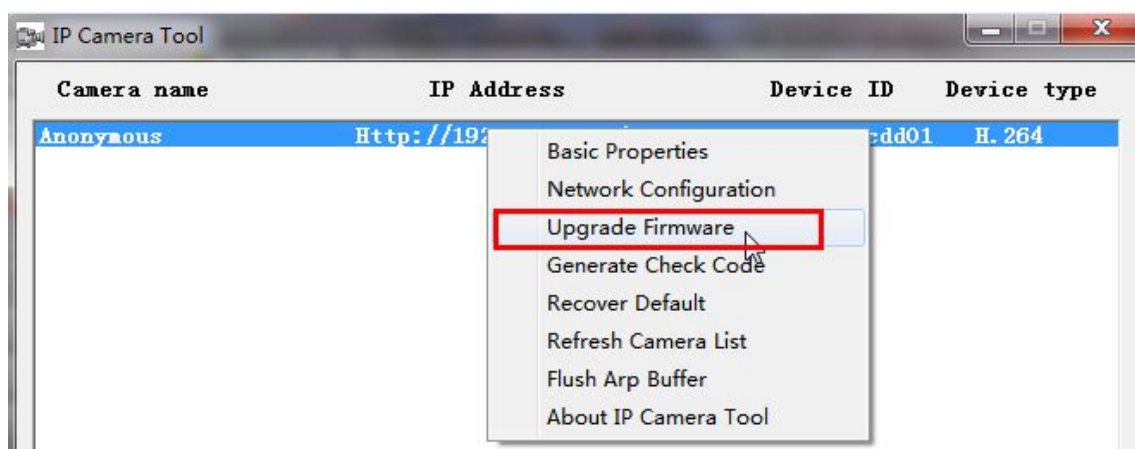 IP Camera Tool
Camera name IP Address Device ID Device type
Anonymous Http://192 cdd01 H.264
Basic Properties
Network Configuration
Upgrade Firmware
Generate Check Code
Recover Default
Refresh Camera List
Flush Arp Buffer
About IP Camera Tool